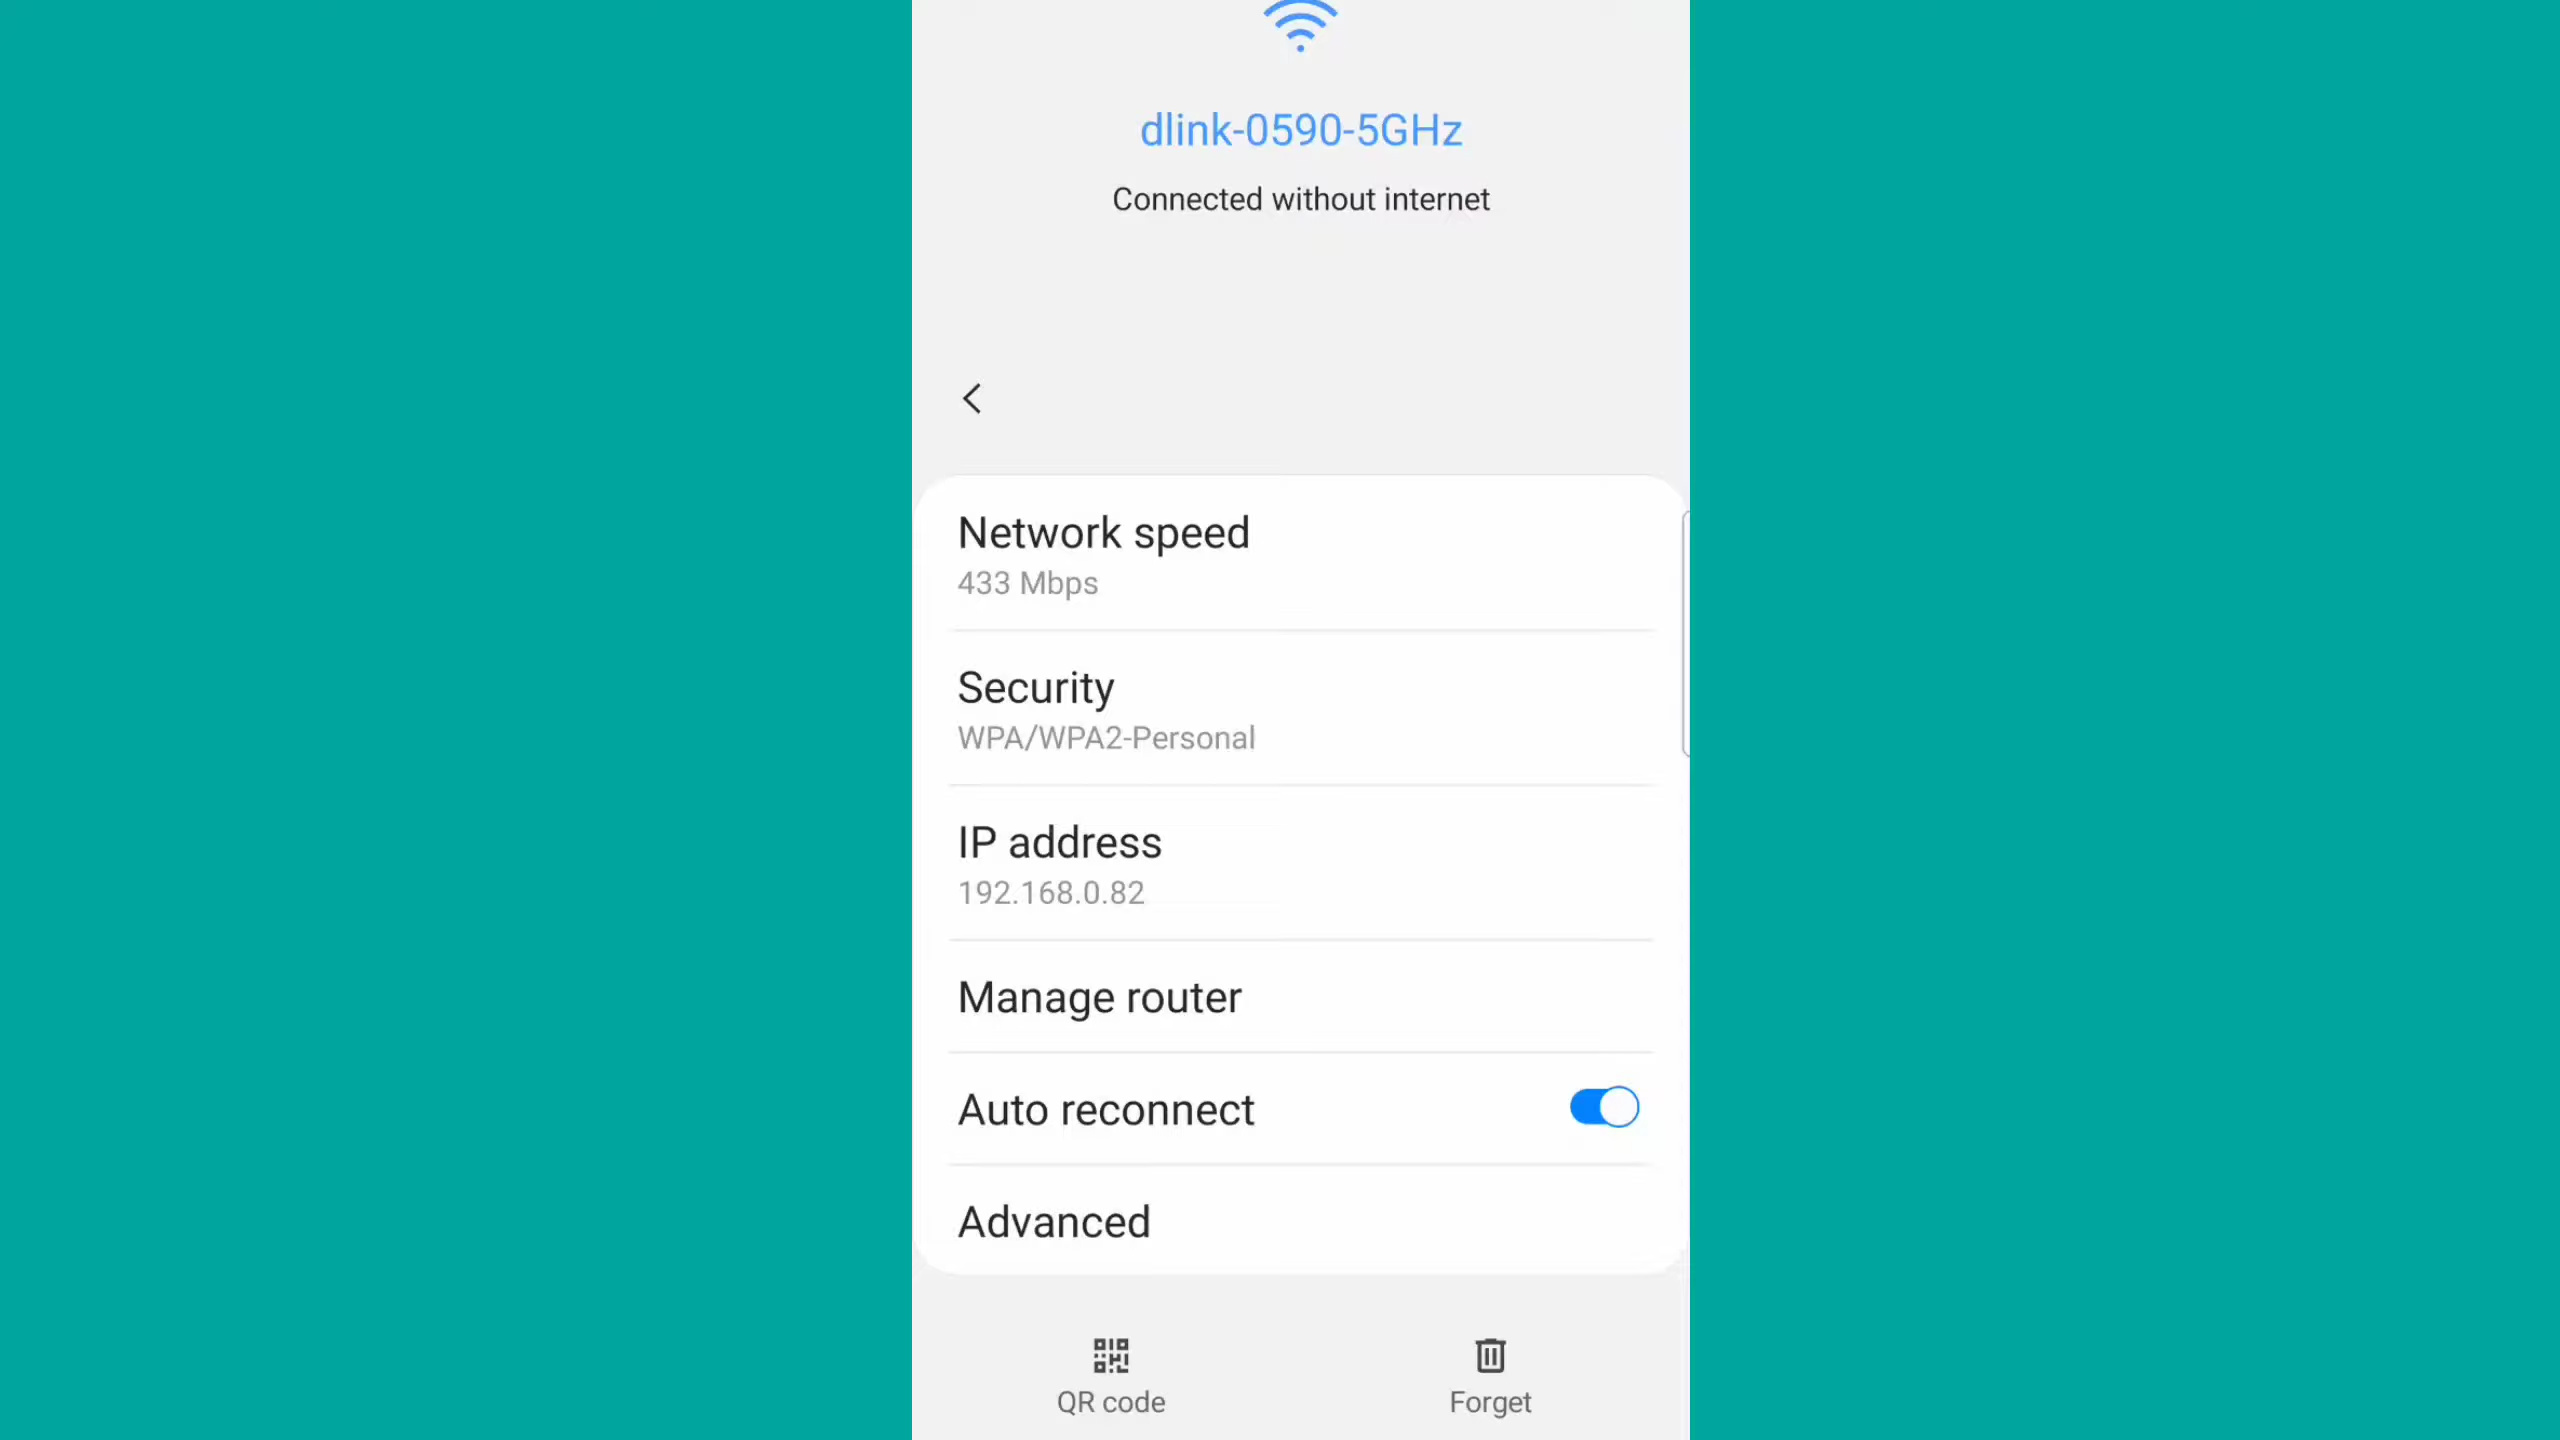 dlink-0590-5GHz
Connected without internet
Network speed
433 Mbps
Security
WPA/WPA2-Personal
IP address
192.168.0.82
Manage router
Auto reconnect
Advanced
QR code
Forget